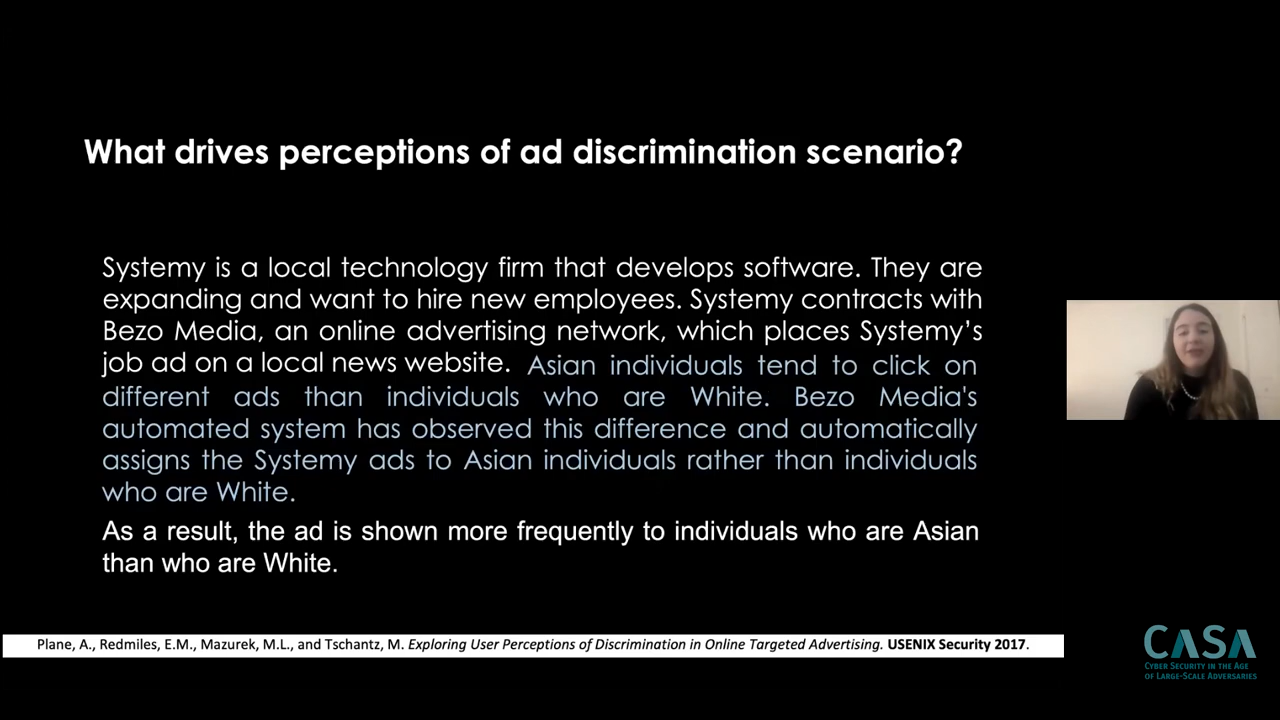 What drives perceptions of ad discrimination scenario?
Systemy is a local technology firm that develops software. They are
expanding and want to hire new employees. Systemy contracts with
Bezo Media, an online advertising network, which places Systemy's
job ad on a local news website. Asian individuals tend to click on
different ads than individuals who are White. Bezo Media's
automated system has observed this difference and automatically
assigns the Systemy ads to Asian individuals rather than individuals
who are White.
As a result, the ad is shown more frequently to individuals who are Asian
than who are White.
Plane, A., Redmiles, E.M., Mazurek, M.L., and Tschantz, M. Exploring User Perceptions of Discrimination in Online Targeted Advertising. USENIX Security 2017.
CASA
CYBER SECURITY IN THE AGE
OF LARGE-SCALE ADVERSARIES